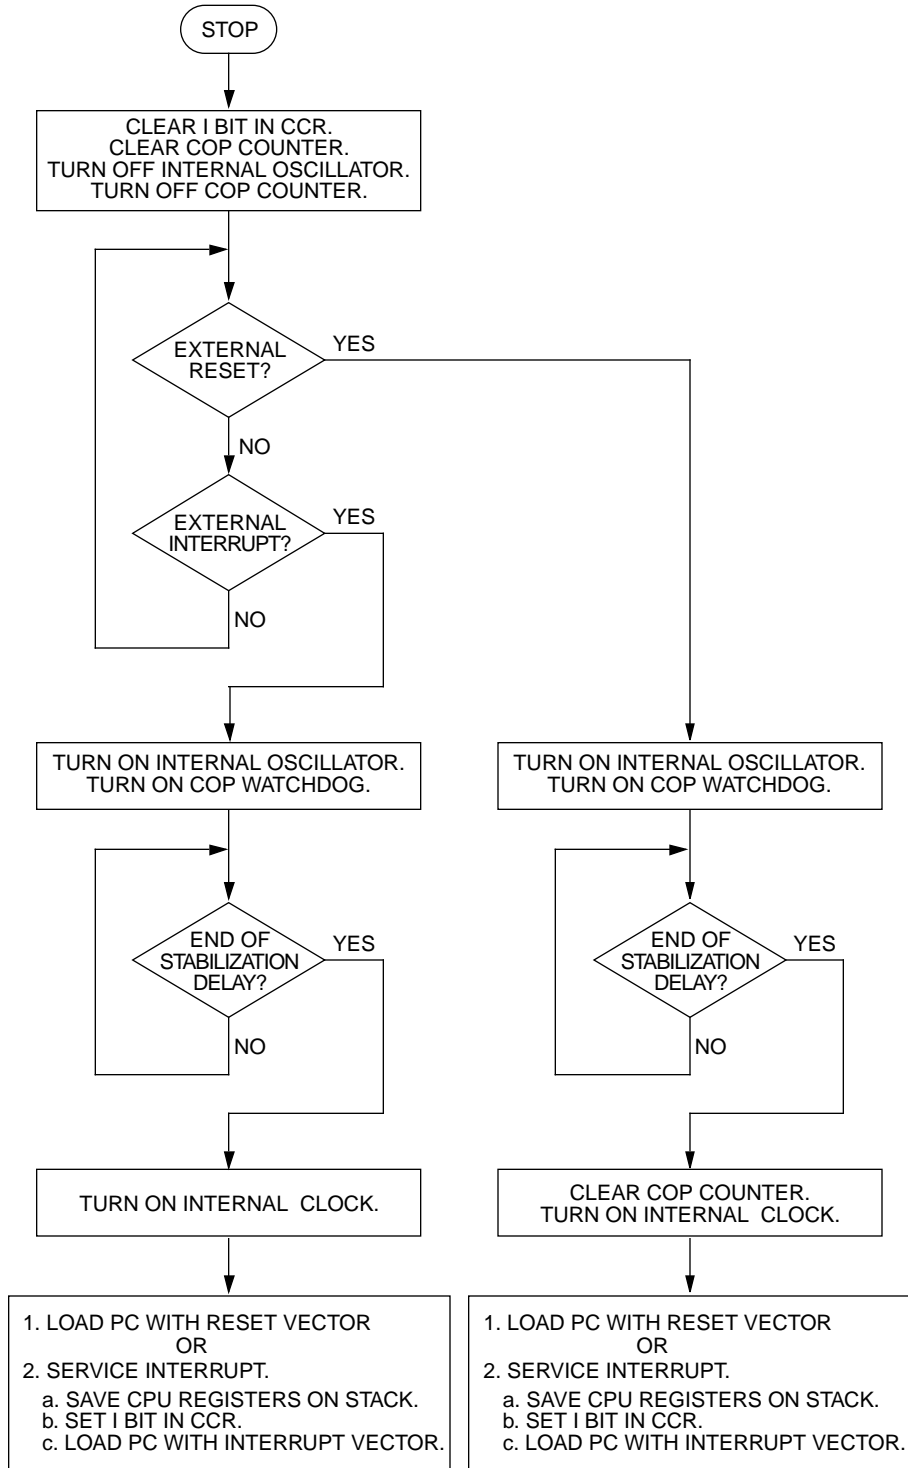 STOP
CLEAR I BIT IN CCR.
CLEAR COP COUNTER.
TURN OFF INTERNAL OSCILLATOR.
TURN OFF COP COUNTER.
EXTERNAL
RESET?
YES
NO
EXTERNAL
INTERRUPT?
YES
NO
TURN ON INTERNAL OSCILLATOR.
TURN ON COP WATCHDOG.
END OF
STABILIZATION
DELAY?
YES
NO
TURN ON INTERNAL CLOCK.
1. LOAD PC WITH RESET VECTOR
OR
2. SERVICE INTERRUPT.
a. SAVE CPU REGISTERS ON STACK.
b. SET I BIT IN CCR.
c. LOAD PC WITH INTERRUPT VECTOR.
TURN ON INTERNAL OSCILLATOR.
TURN ON COP WATCHDOG.
END OF
STABILIZATION
DELAY?
YES
NO
CLEAR COP COUNTER.
TURN ON INTERNAL CLOCK.
1. LOAD PC WITH RESET VECTOR
OR
2. SERVICE INTERRUPT.
a. SAVE CPU REGISTERS ON STACK.
b. SET I BIT IN CCR.
c. LOAD PC WITH INTERRUPT VECTOR.